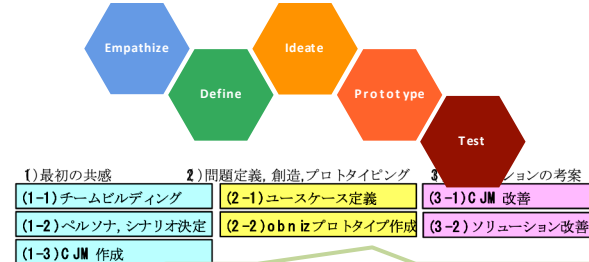 Empathize
Ideate
Define
Prototype
Test
1)最初の共感
2)問題定義, 創造,プロトタイピング
3 ションの考案
(1-1)チームビルディング
(2-1)ユースケース定義
(3-1)CJM 改善
(1-2)ペルソナ, シナリオ決定
(2-2)obnizプロトタイプ作成
(3-2)ソリューション改善
(1-3)CJM 作成